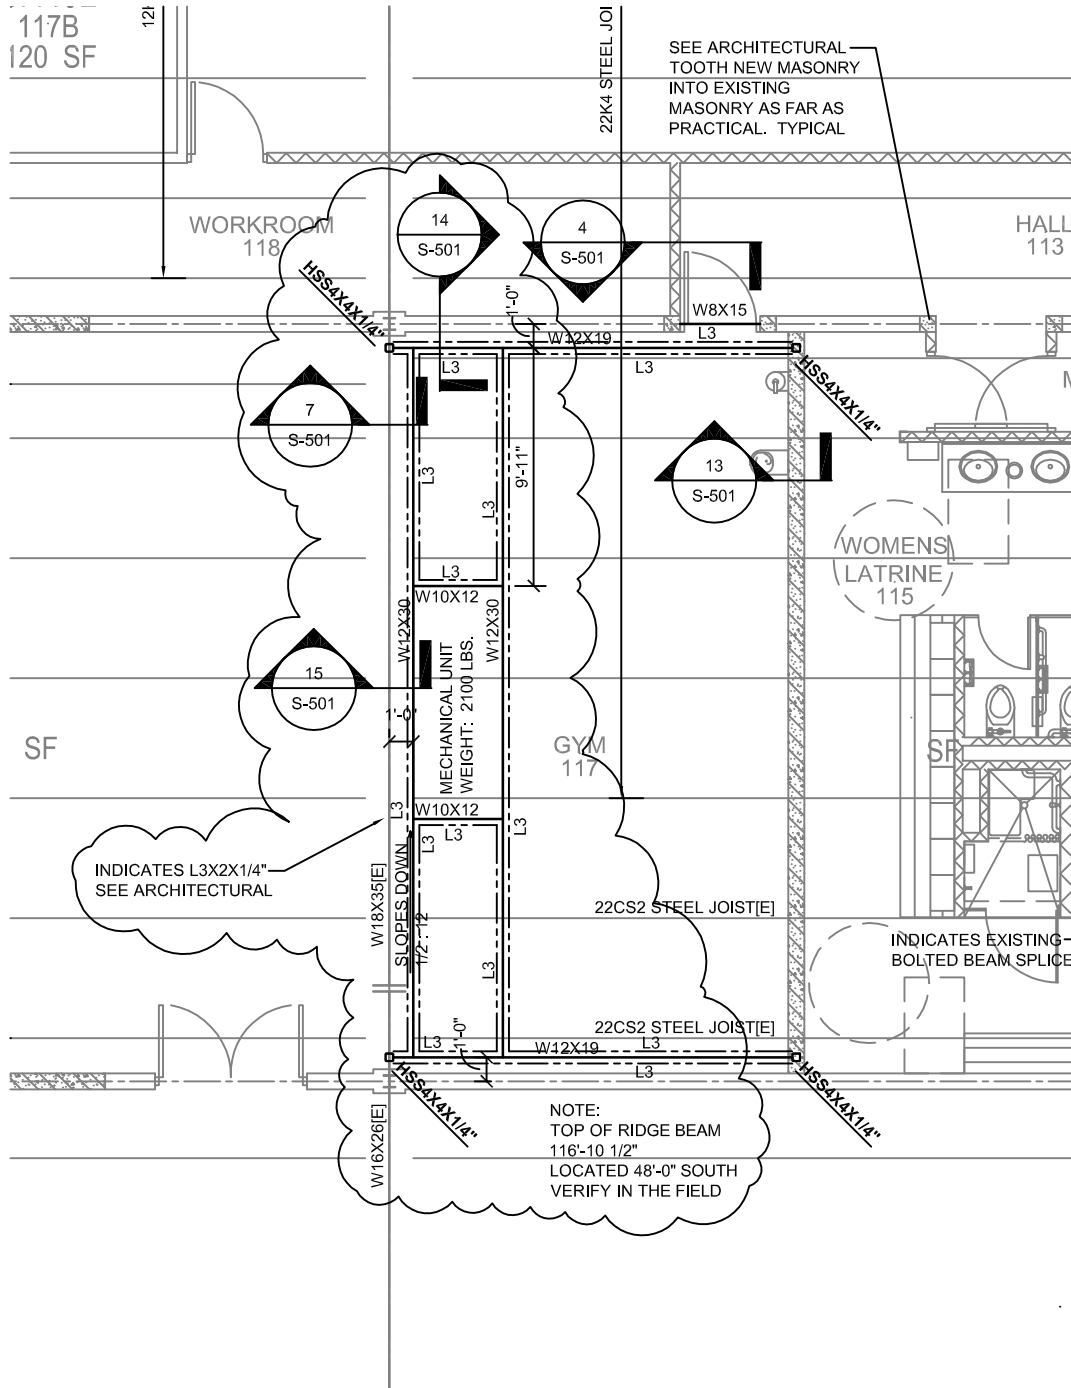 117B
120 SF
12K
22K4 STEEL JOI
SEE ARCHITECTURAL
TOOTH NEW MASONRY
INTO EXISTING
MASONRY AS FAR AS
PRACTICAL. TYPICAL
WORKROOM
118
14
S-501
4
S-501
HALL
113
HSS4X4X1/4"
1'-0"
W8X15
L3
W12X19
L3
L3
HSS4X4X1/4"
M
7
S-501
L3
L3
9'-11"
13
S-501
WOMENS
LATRINE
115
L3
W10X12
W12X30
W12X30
15
S-501
MECHANICAL UNIT
WEIGHT: 2100 LBS.
1'-0"
SF
GYM
117
SF
L3
W10X12
L3
L3
L3
INDICATES L3X2X1/4"
SEE ARCHITECTURAL
W18X35[E]
SLOPES DOWN
1/2 : 12
22CS2 STEEL JOIST[E]
INDICATES EXISTING
BOLTED BEAM SPLICE
L3
22CS2 STEEL JOIST[E]
L3
1'-0"
W12X19
L3
L3
HSS4X4X1/4"
HSS4X4X1/4"
W16X26[E]
NOTE:
TOP OF RIDGE BEAM
116'-10 1/2"
LOCATED 48'-0" SOUTH
VERIFY IN THE FIELD